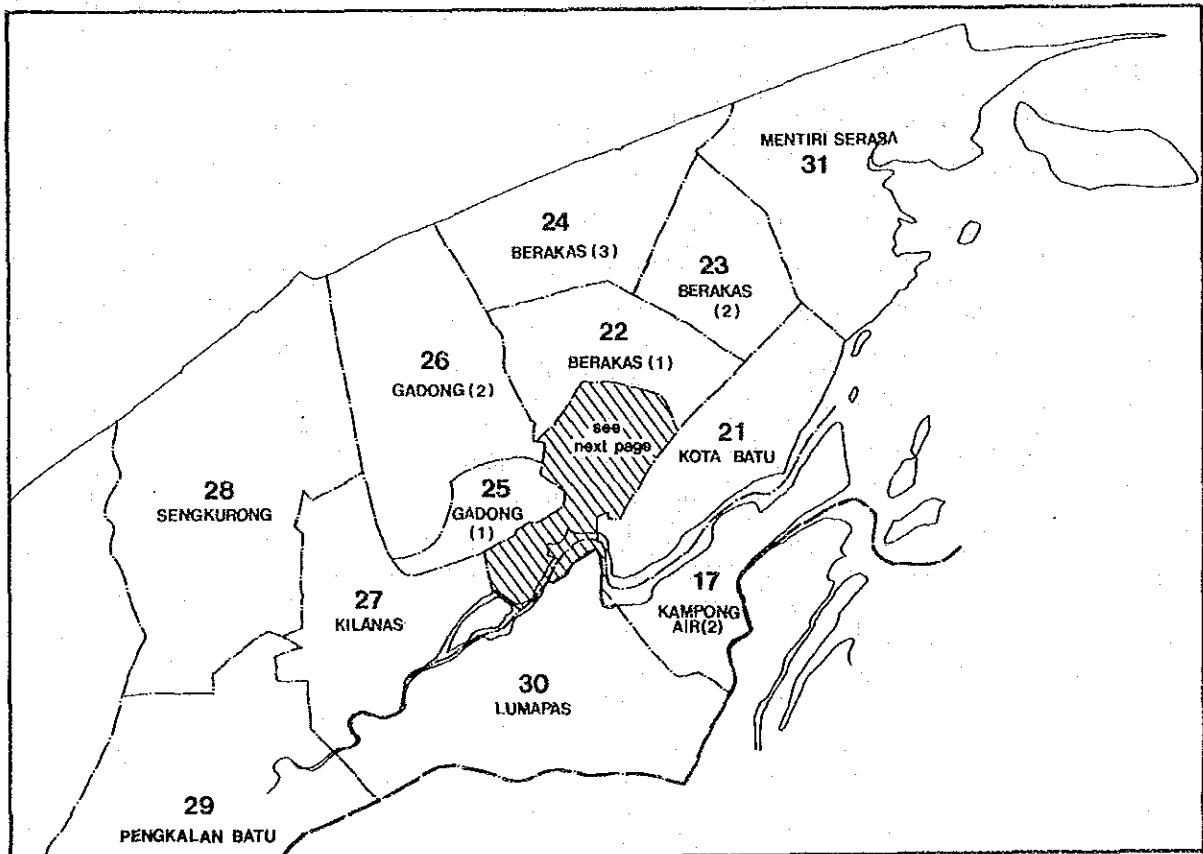 MENTIRI SERASA
31
24
BERAKAS (3)
23
BERAKAS
(2)
22
BERAKAS (1)
26
GADONG (2)
see
next page
21
KOTA BATU
25
GADONG
(1)
28
SENGKURONG
17
KAMPONG
AIR(2)
27
KILANAS
30
LUMAPAS
29
PENGKALAN BATU